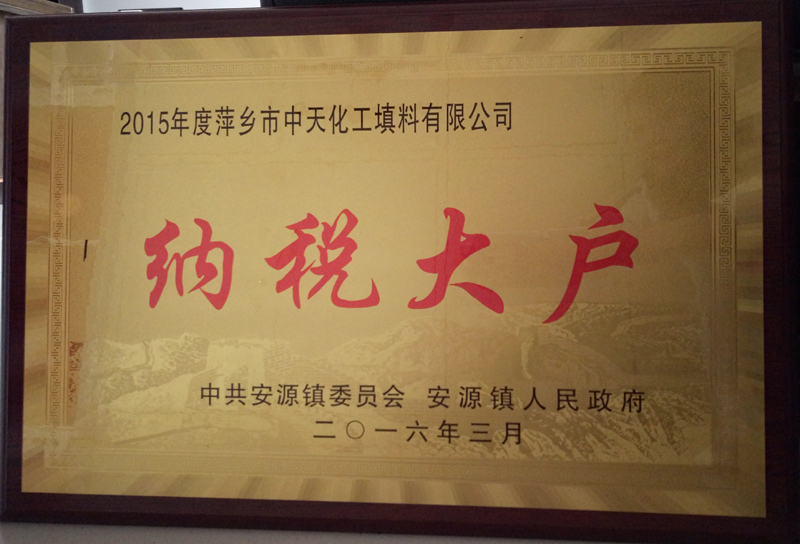 2015年度萍乡市中天化工填料有限公司
纳税大户
中共安源镇委员会 安源镇人民政府
二〇一六年三月